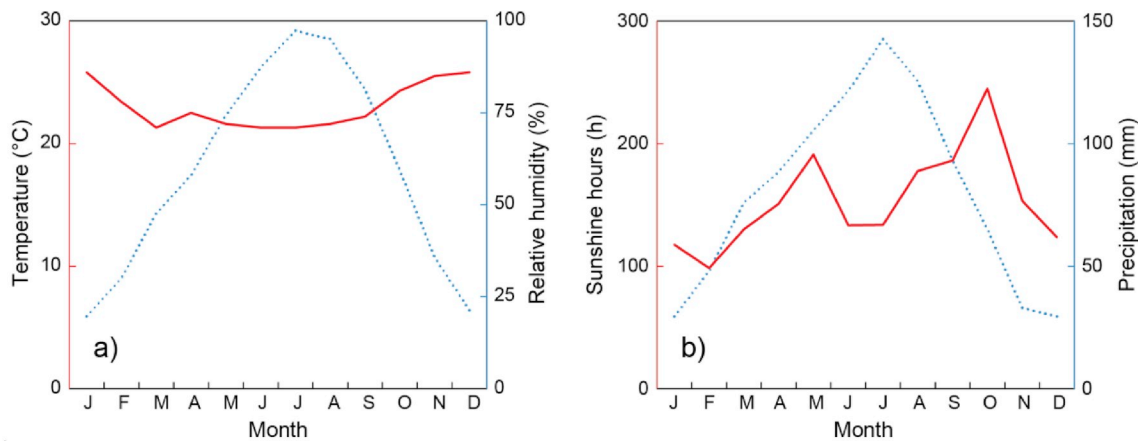 30 100 300 150
75
20 200 100
50
10 100 50
25
a) b)
0 0 0 0
J F M A M J J A S O N D J F M A M J J A S O N D
Month Month
Temperature (°C)
Relative humidity (%)
Sunshine hours (h)
Precipitation (mm)